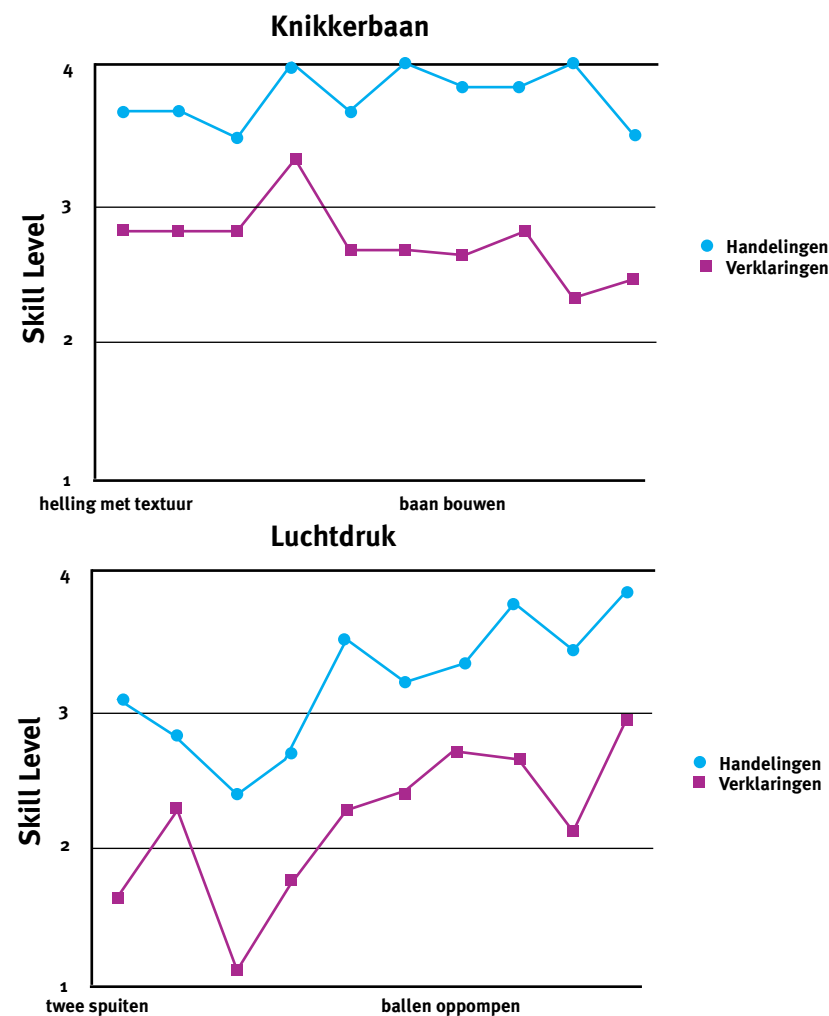 Knikkerbaan
4
3
2
1
Skill Level
Handelingen
Verklaringen
helling met textuur
baan bouwen
Luchtdruk
4
3
2
1
Skill Level
Handelingen
Verklaringen
twee spuiten
ballen oppompen